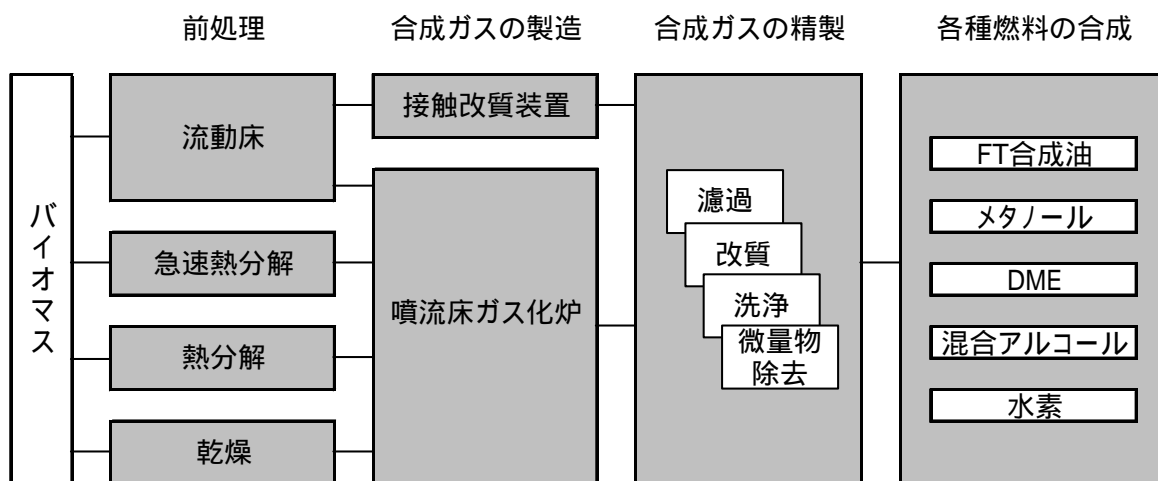 前処理
合成ガスの製造
合成ガスの精製
各種燃料の合成
バイオマス
流動床
急速熱分解
熱分解
乾燥
接触改質装置
噴流床ガス化炉
濾過
改質
洗浄
微量物
除去
FT合成油
メタノール
DME
混合アルコール
水素